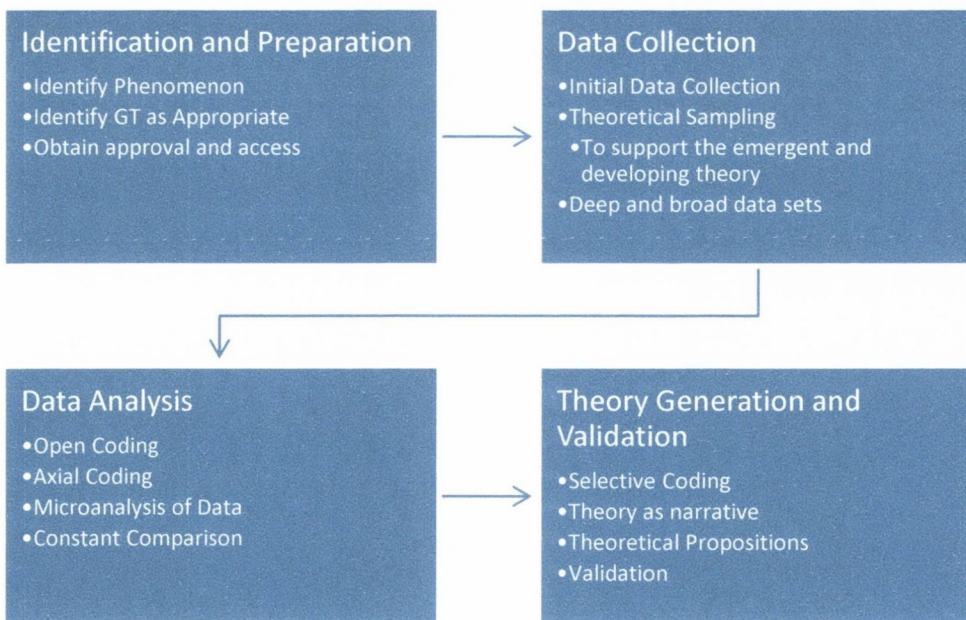 Identification and Preparation
•Identify Phenomenon
•Identify GT as Appropriate
•Obtain approval and access
Data Collection
•Initial Data Collection
•Theoretical Sampling
•To support the emergent and
developing theory
•Deep and broad data sets
Data Analysis
•Open Coding
•Axial Coding
•Microanalysis of Data
•Constant Comparison
Theory Generation and
Validation
•Selective Coding
•Theory as narrative
•Theoretical Propositions
•Validation